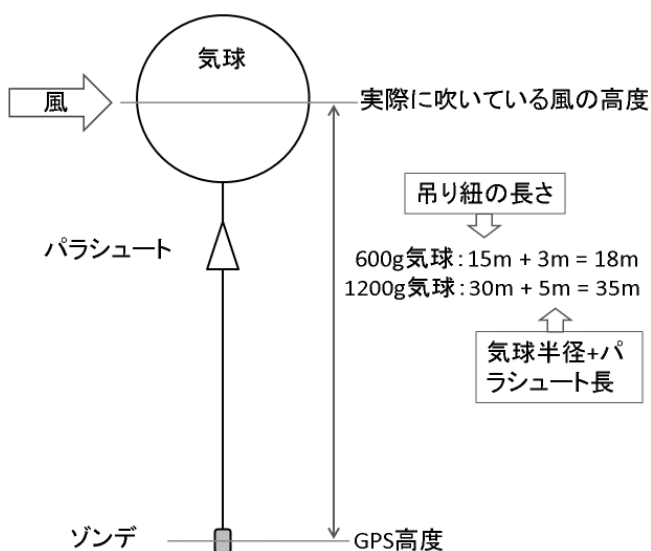 気球
風
実際に吹いている風の高度
吊り紐の長さ
パラシュート
600g気球:15m + 3m = 18m
1200g気球:30m + 5m = 35m
気球半径+パ
ラシュート長
ゾンデ
GPS高度